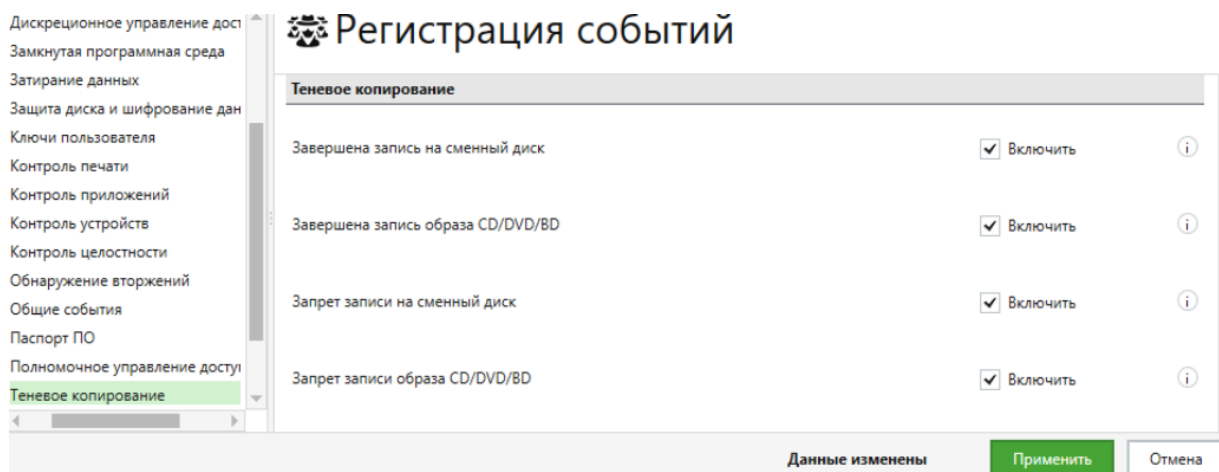 Дискреционное управление дост
Замкнутая программная среда
Затирание данных
Защита диска и шифрование дан
Ключи пользователя
Контроль печати
Контроль приложений
Контроль устройств
Контроль целостности
Обнаружение вторжений
Общие события
Паспорт ПО
Полномочное управление доступ
Теневое копирование
Регистрация событий
Теневое копирование
Завершена запись на сменный диск
Включить
Завершена запись образа CD/DVD/BD
Включить
Запрет записи на сменный диск
Включить
Запрет записи образа CD/DVD/BD
Включить
Данные изменены
Применить
Отмена